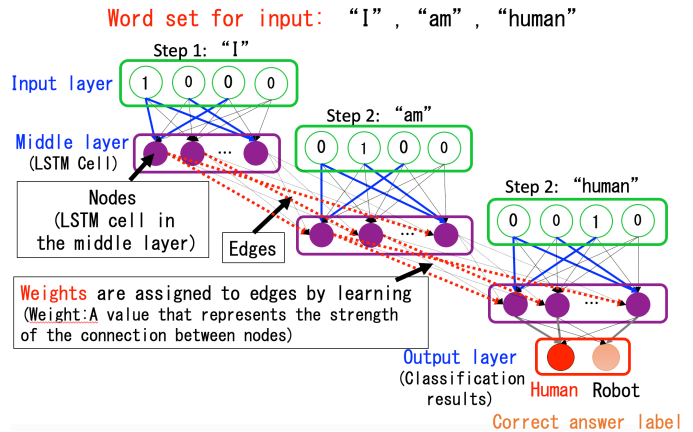 Word set for input: “I”, “am”, “human”
Step 1: “I”
Input layer
1 0 0 0
Step 2: “am”
0 1 0 0
Middle layer
(LSTM Cell)
...
Step 2: “human”
0 0 1 0
Nodes
(LSTM cell in
the middle layer)
...
Edges
Weights are assigned to edges by learning
(Weight:A value that represents the strength
of the connection between nodes)
...
Output layer
(Classification
results)
Human Robot
Correct answer label